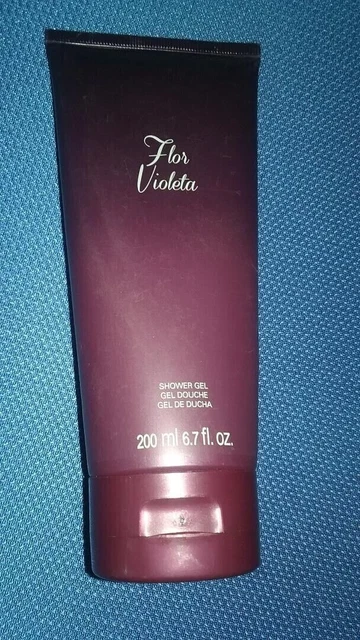 Flor
Violeta
SHOWER GEL
GEL DOUCHE
GEL DE DUCHA
200 ml 6.7 fl. oz.